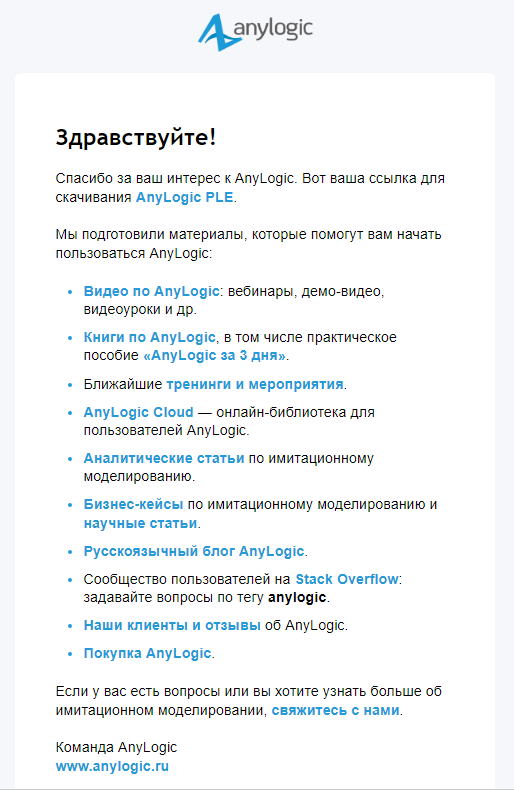 anylogic
Здравствуйте!
Спасибо за ваш интерес к AnyLogic. Вот ваша ссылка для
скачивания AnyLogic PLE.
Мы подготовили материалы, которые помогут вам начать
пользоваться AnyLogic:
• Видео по AnyLogic: вебинары, демо-видео,
видеоуроки и др.
• Книги по AnyLogic, в том числе практическое
пособие «AnyLogic за 3 дня».
• Ближайшие тренинги и мероприятия.
• AnyLogic Cloud — онлайн-библиотека для
пользователей AnyLogic.
• Аналитические статьи по имитационному
моделированию.
• Бизнес-кейсы по имитационному моделированию и
научные статьи.
• Русскоязычный блог AnyLogic.
• Сообщество пользователей на Stack Overflow:
задавайте вопросы по тегу anylogic.
• Наши клиенты и отзывы об AnyLogic.
• Покупка AnyLogic.
Если у вас есть вопросы или вы хотите узнать больше об
имитационном моделировании, свяжитесь с нами.
Команда AnyLogic
www.anylogic.ru